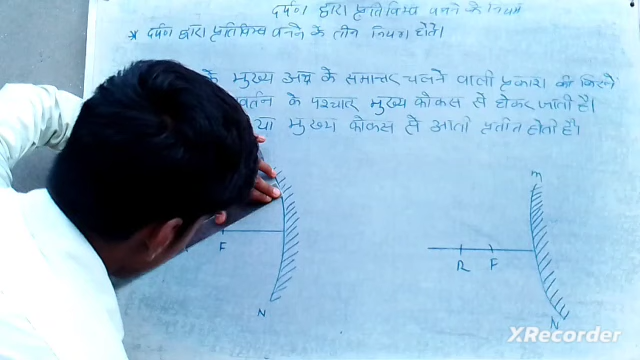 दर्पण द्वारा प्रतिबिम्ब बनने के नियम
* दर्पण द्वारा प्रतिबिम्ब बनने के तीन नियम होते।
के मुख्य अक्ष के समान्तर चलने वाली प्रकाश की किरणें
वर्तन के पश्चात मुख्य फोकस से होकर जाती है।
या मुख्य फोकस से आती प्रतीत होती है।
m
F
R F
N
N
XRecorder